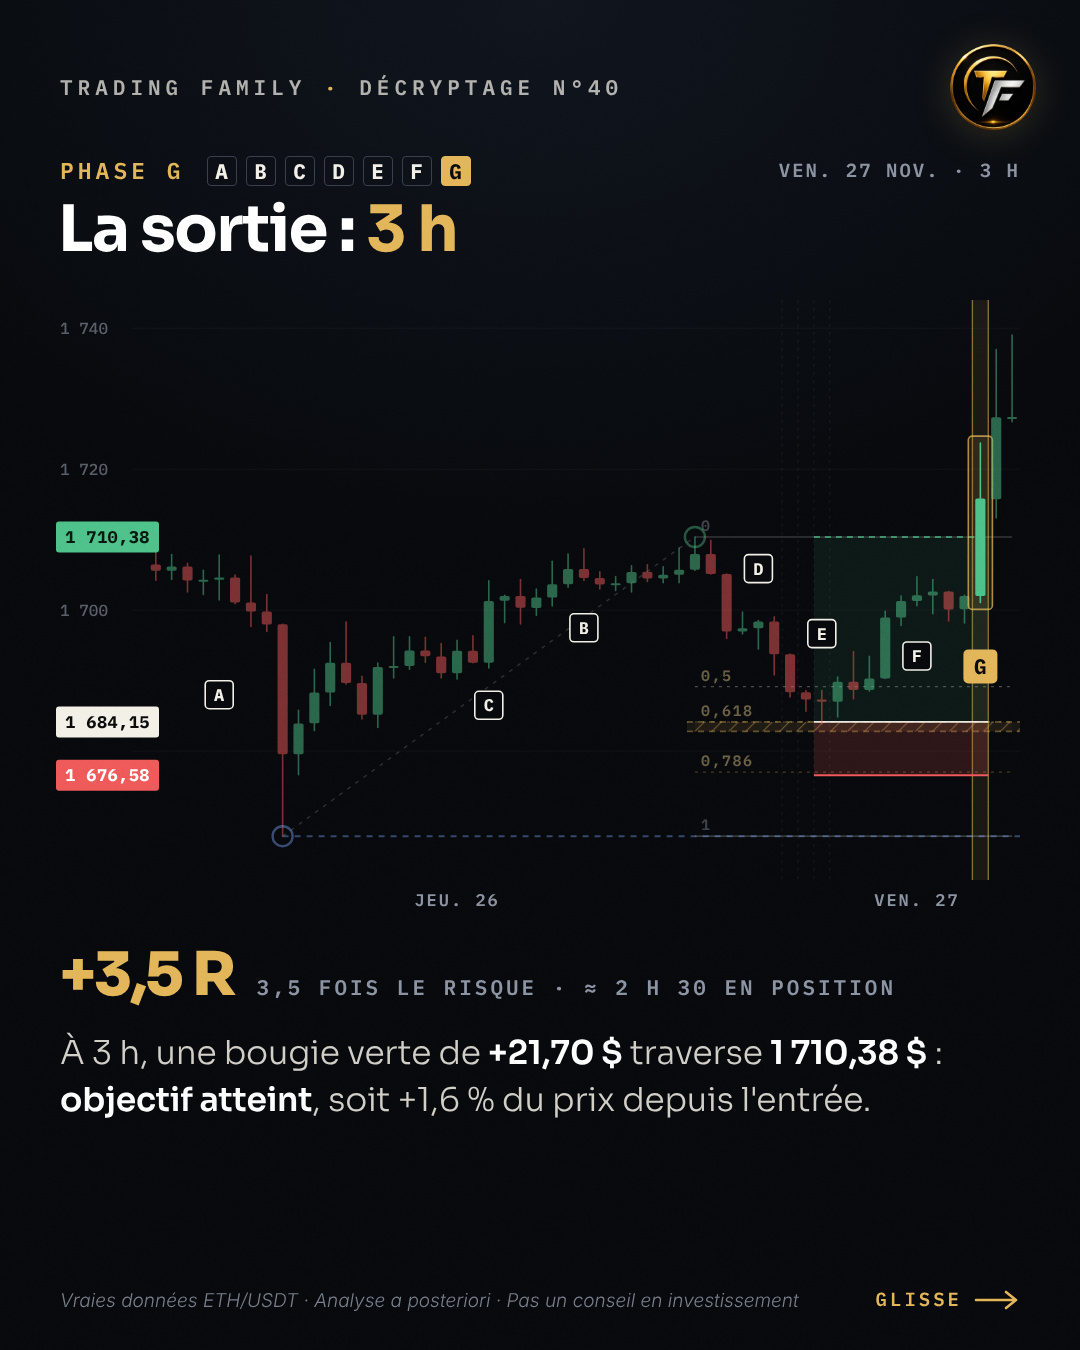 TRADING FAMILY · DÉCRYPTAGE N°40
TF
PHASE G A B C D E F G
VEN. 27 NOV. · 3 H
La sortie : 3 h
1 740
1 720
1 710,38
0
D
1 700
B
E
F
G
0,5
A
C
0,618
1 684,15
0,786
1 676,58
1
JEU. 26
VEN. 27
+3,5 R 3,5 FOIS LE RISQUE · ≈ 2 H 30 EN POSITION
À 3 h, une bougie verte de +21,70 $ traverse 1 710,38 $ :
objectif atteint, soit +1,6 % du prix depuis l'entrée.
Vraies données ETH/USDT · Analyse a posteriori · Pas un conseil en investissement
GLISSE →